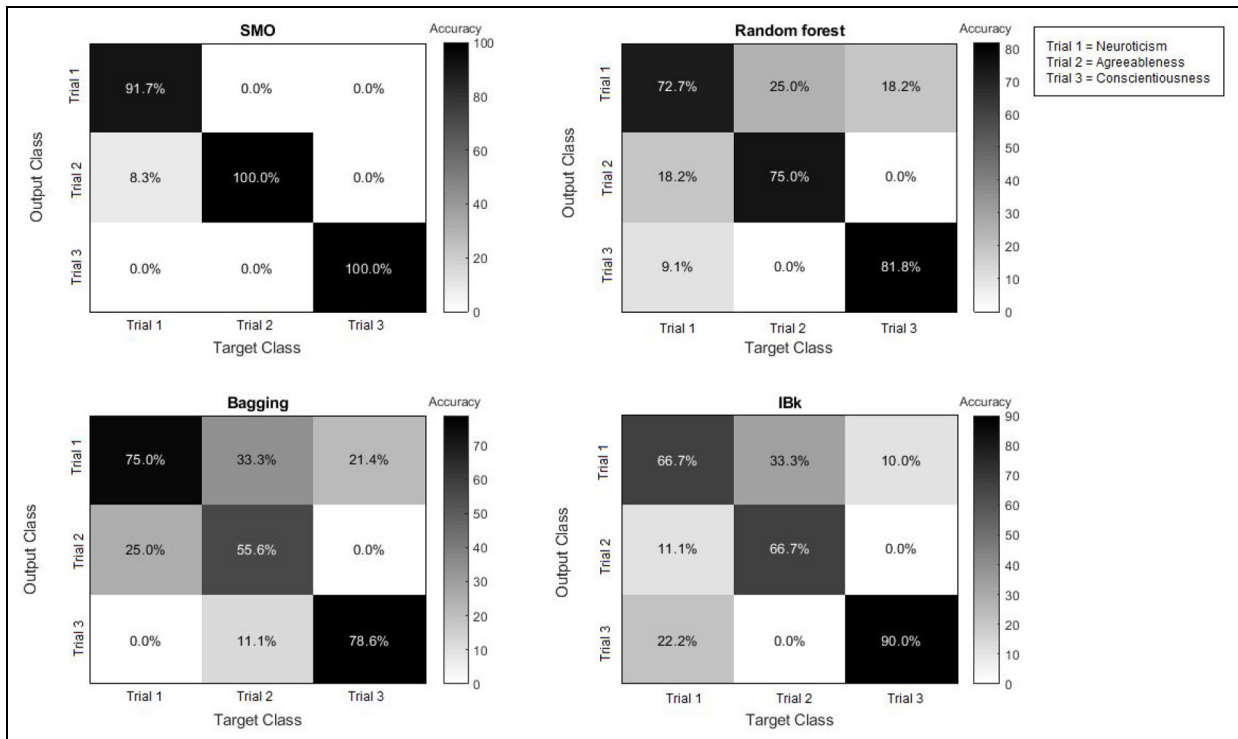 SMO
Accuracy
Trial 1
Trial 2
Trial 3
Output Class
91.7% 0.0% 0.0%
8.3% 100.0% 0.0%
0.0% 0.0% 100.0%
100
80
60
40
20
0
Trial 1 Trial 2 Trial 3
Target Class
Random forest
Accuracy
Trial 1
Trial 2
Trial 3
Output Class
72.7% 25.0% 18.2%
18.2% 75.0% 0.0%
9.1% 0.0% 81.8%
80
70
60
50
40
30
20
10
0
Trial 1 Trial 2 Trial 3
Target Class
Trial 1 = Neuroticism
Trial 2 = Agreeableness
Trial 3 = Conscientiousness
Bagging
Accuracy
Trial 1
Trial 2
Trial 3
Output Class
75.0% 33.3% 21.4%
25.0% 55.6% 0.0%
0.0% 11.1% 78.6%
70
60
50
40
30
20
10
0
Trial 1 Trial 2 Trial 3
Target Class
IBk
Accuracy
Trial 1
Trial 2
Trial 3
Output Class
66.7% 33.3% 10.0%
11.1% 66.7% 0.0%
22.2% 0.0% 90.0%
90
80
70
60
50
40
30
20
10
0
Trial 1 Trial 2 Trial 3
Target Class